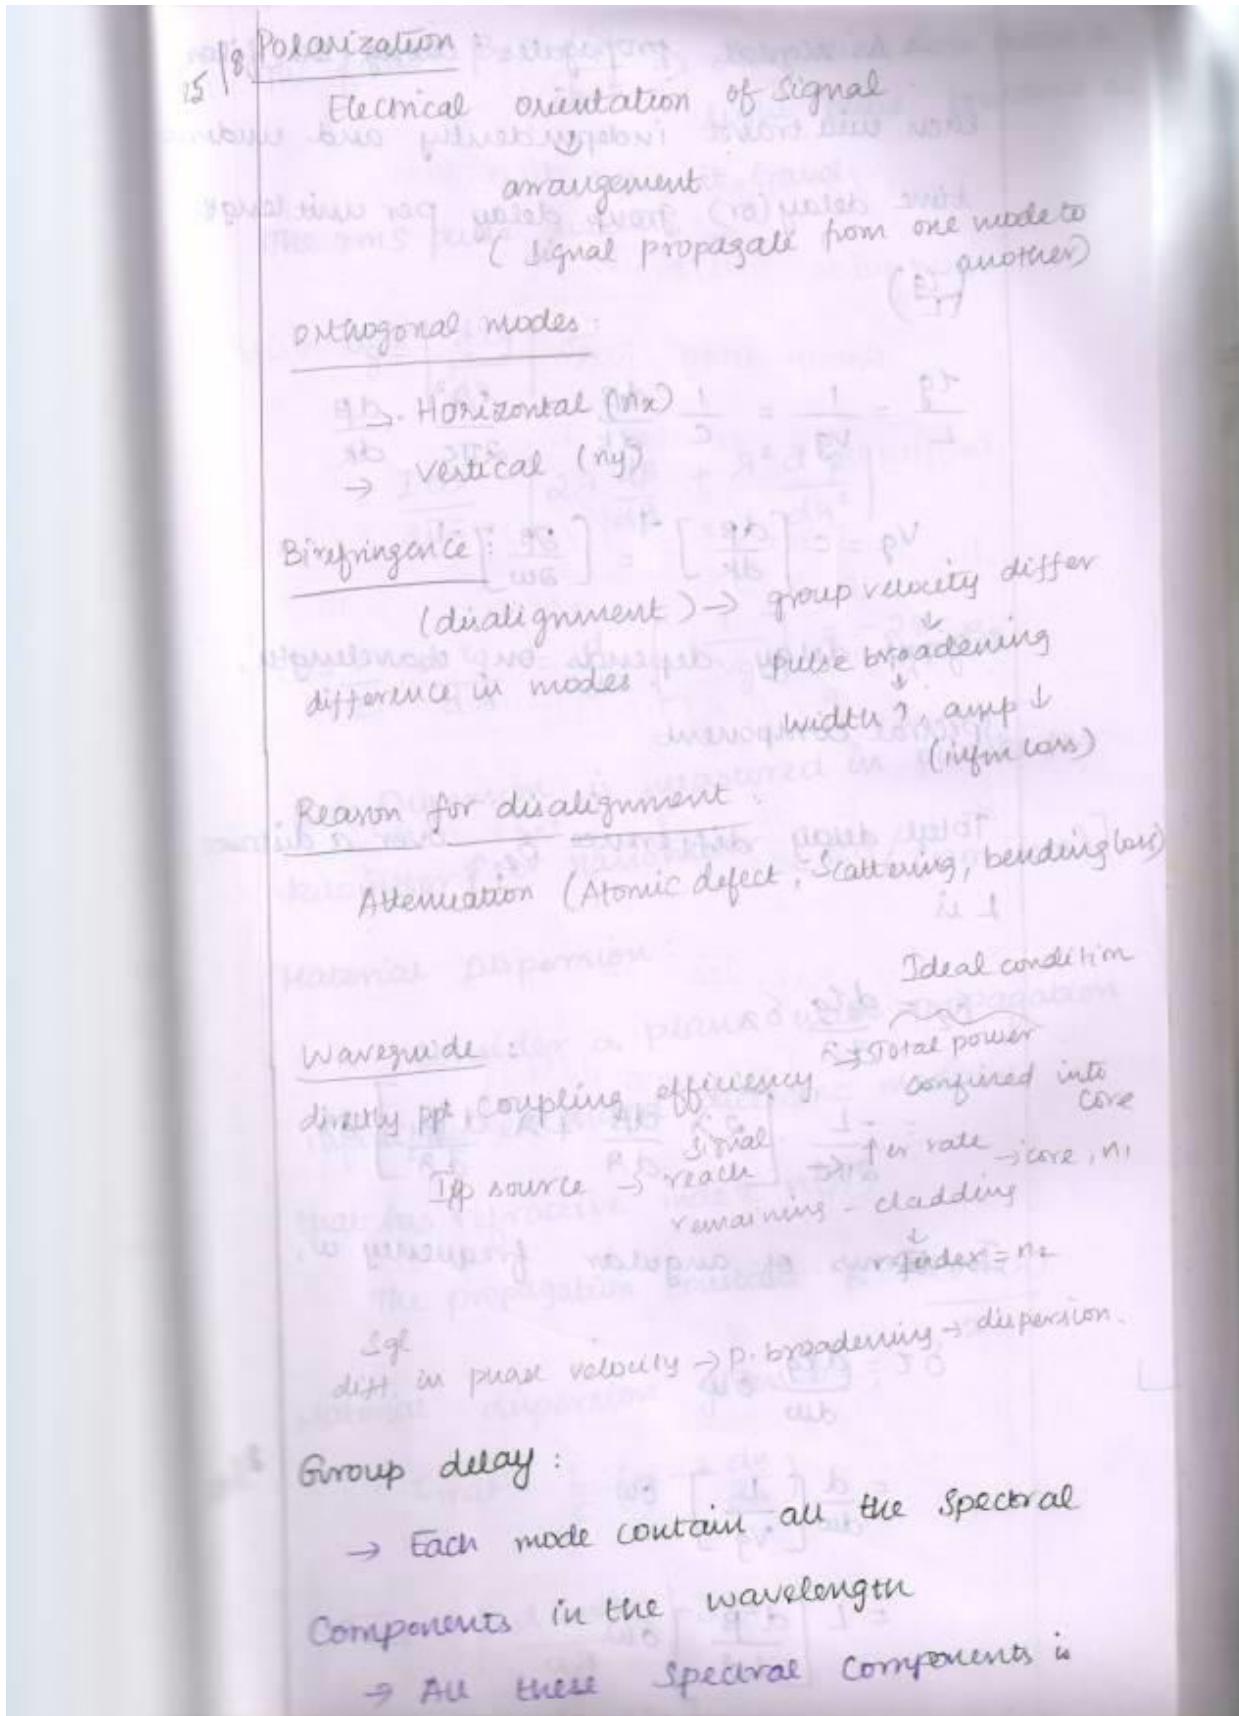 15/8
Polarization :
Electrical orientation of signal
↓
arrangement
( signal propagate from one mode to
another)
Orthogonal modes :
→ Horizontal (nx)
→ Vertical (ny)
Birefringence :
(disalignment) → group velocity differ
↓
difference in modes. pulse broadening
↓
width ↑, amp ↓
(infm loss)
Reason for disalignment :
Attenuation (Atomic defect, Scattering, bending loss)
Ideal condition
Waveguide :
→ Total power
directly ppt, coupling efficiency confined into
core
I/p source → signal reach ↑er rate → core, n1
remaining - cladding
↓
index = n2
Sgl
diff. in phase velocity → p. broadening → dispersion.
Group delay :
→ Each mode contain all the Spectral
Components in the wavelength
→ All these Spectral Components is